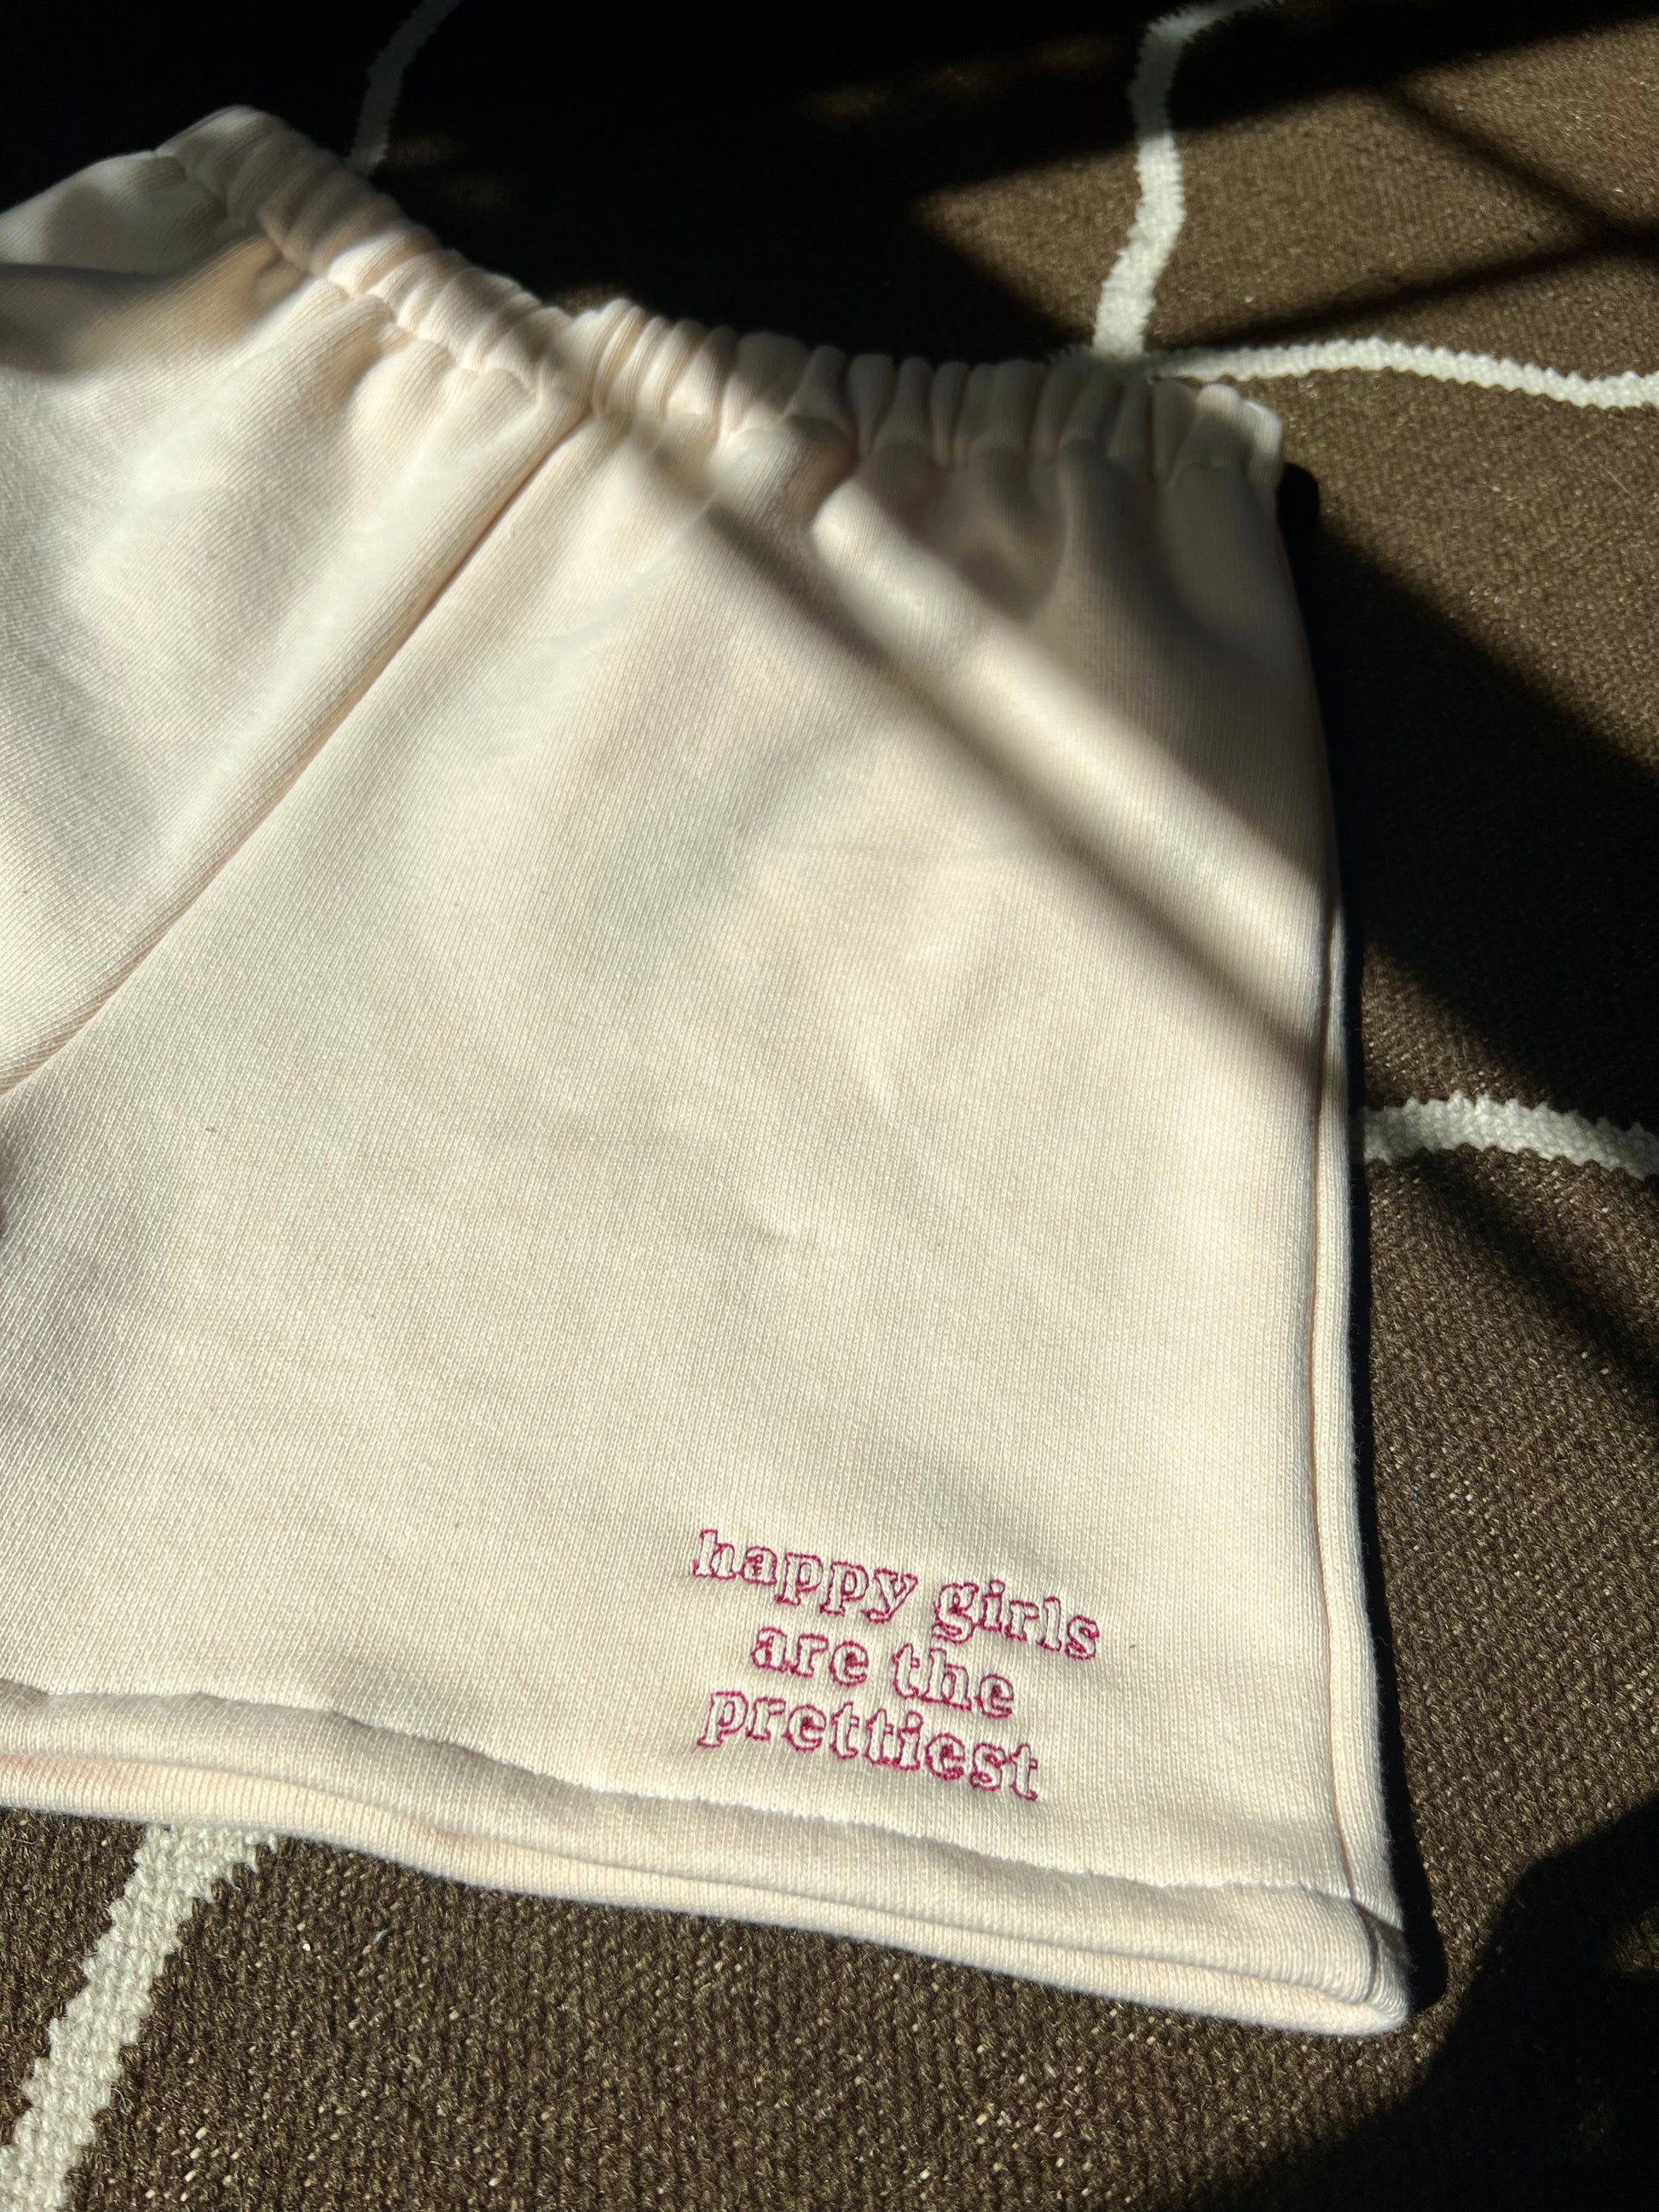 happy girls
are the
prettiest